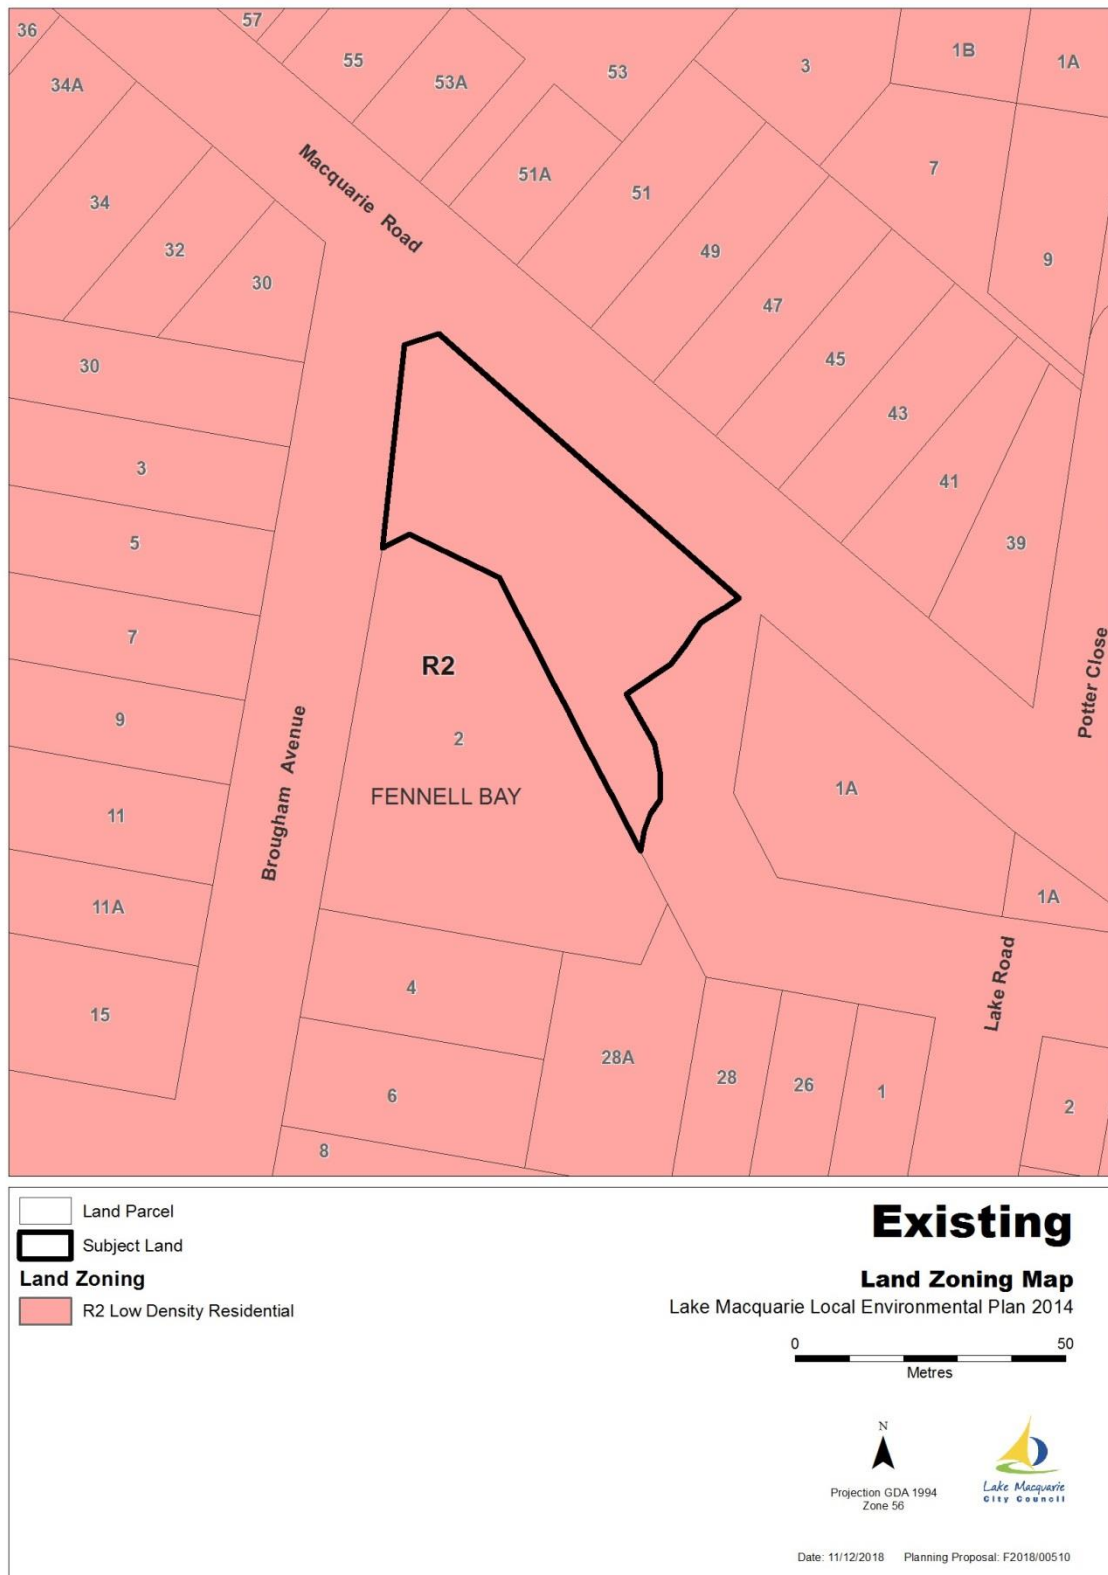 36
57
34A
55
53A
53
3
1B
1A
Macquarie Road
51A
51
7
34
32
30
49
9
47
30
45
43
3
41
39
5
7
R2
Potter Close
9
2
Brougham Avenue
FENNELL BAY
1A
11
11A
1A
15
4
Lake Road
28A
28
26
1
6
2
8
Land Parcel
Subject Land
Land Zoning
R2 Low Density Residential
Existing
Land Zoning Map
Lake Macquarie Local Environmental Plan 2014
0 50
Metres
N
Projection GDA 1994
Zone 56
Lake Macquarie
City Council
Date: 11/12/2018 Planning Proposal: F2018/00510